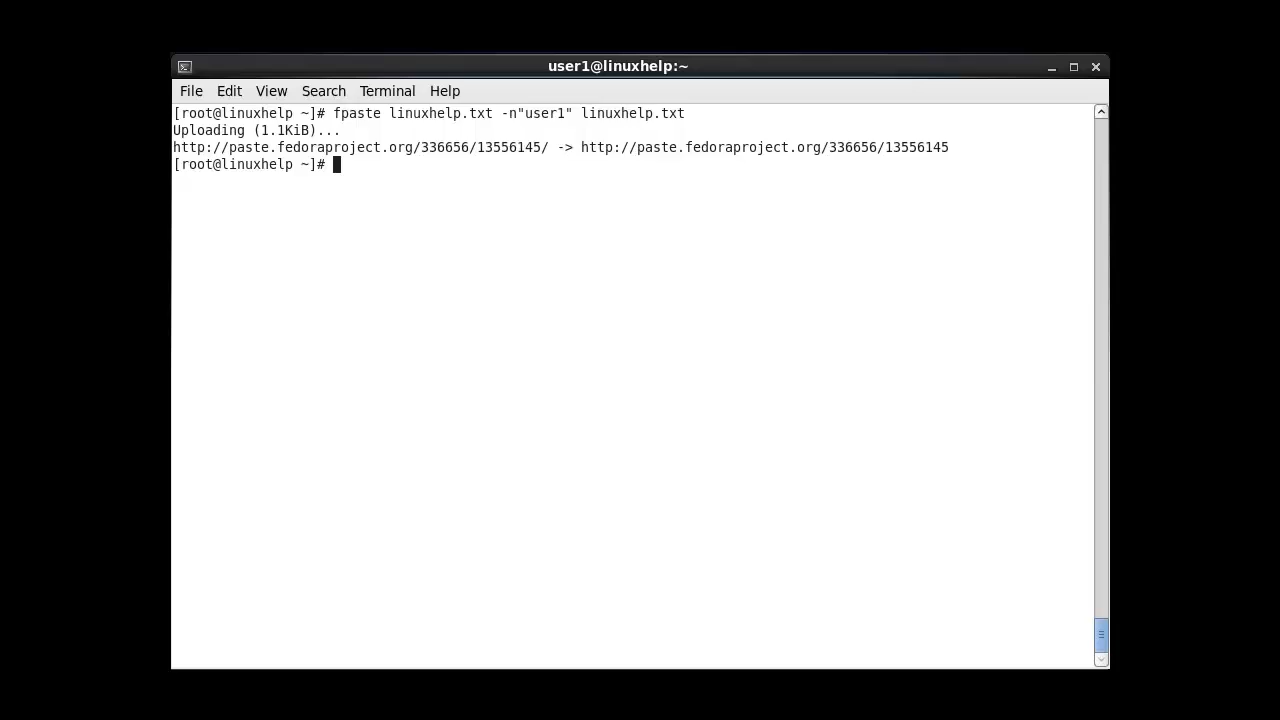 user1@linuxhelp:~
File Edit View Search Terminal Help
[root@linuxhelp ~]# fpaste linuxhelp.txt -n"user1" linuxhelp.txt
Uploading (1.1KiB)...
http://paste.fedoraproject.org/336656/13556145/ -> http://paste.fedoraproject.org/336656/13556145
[root@linuxhelp ~]#